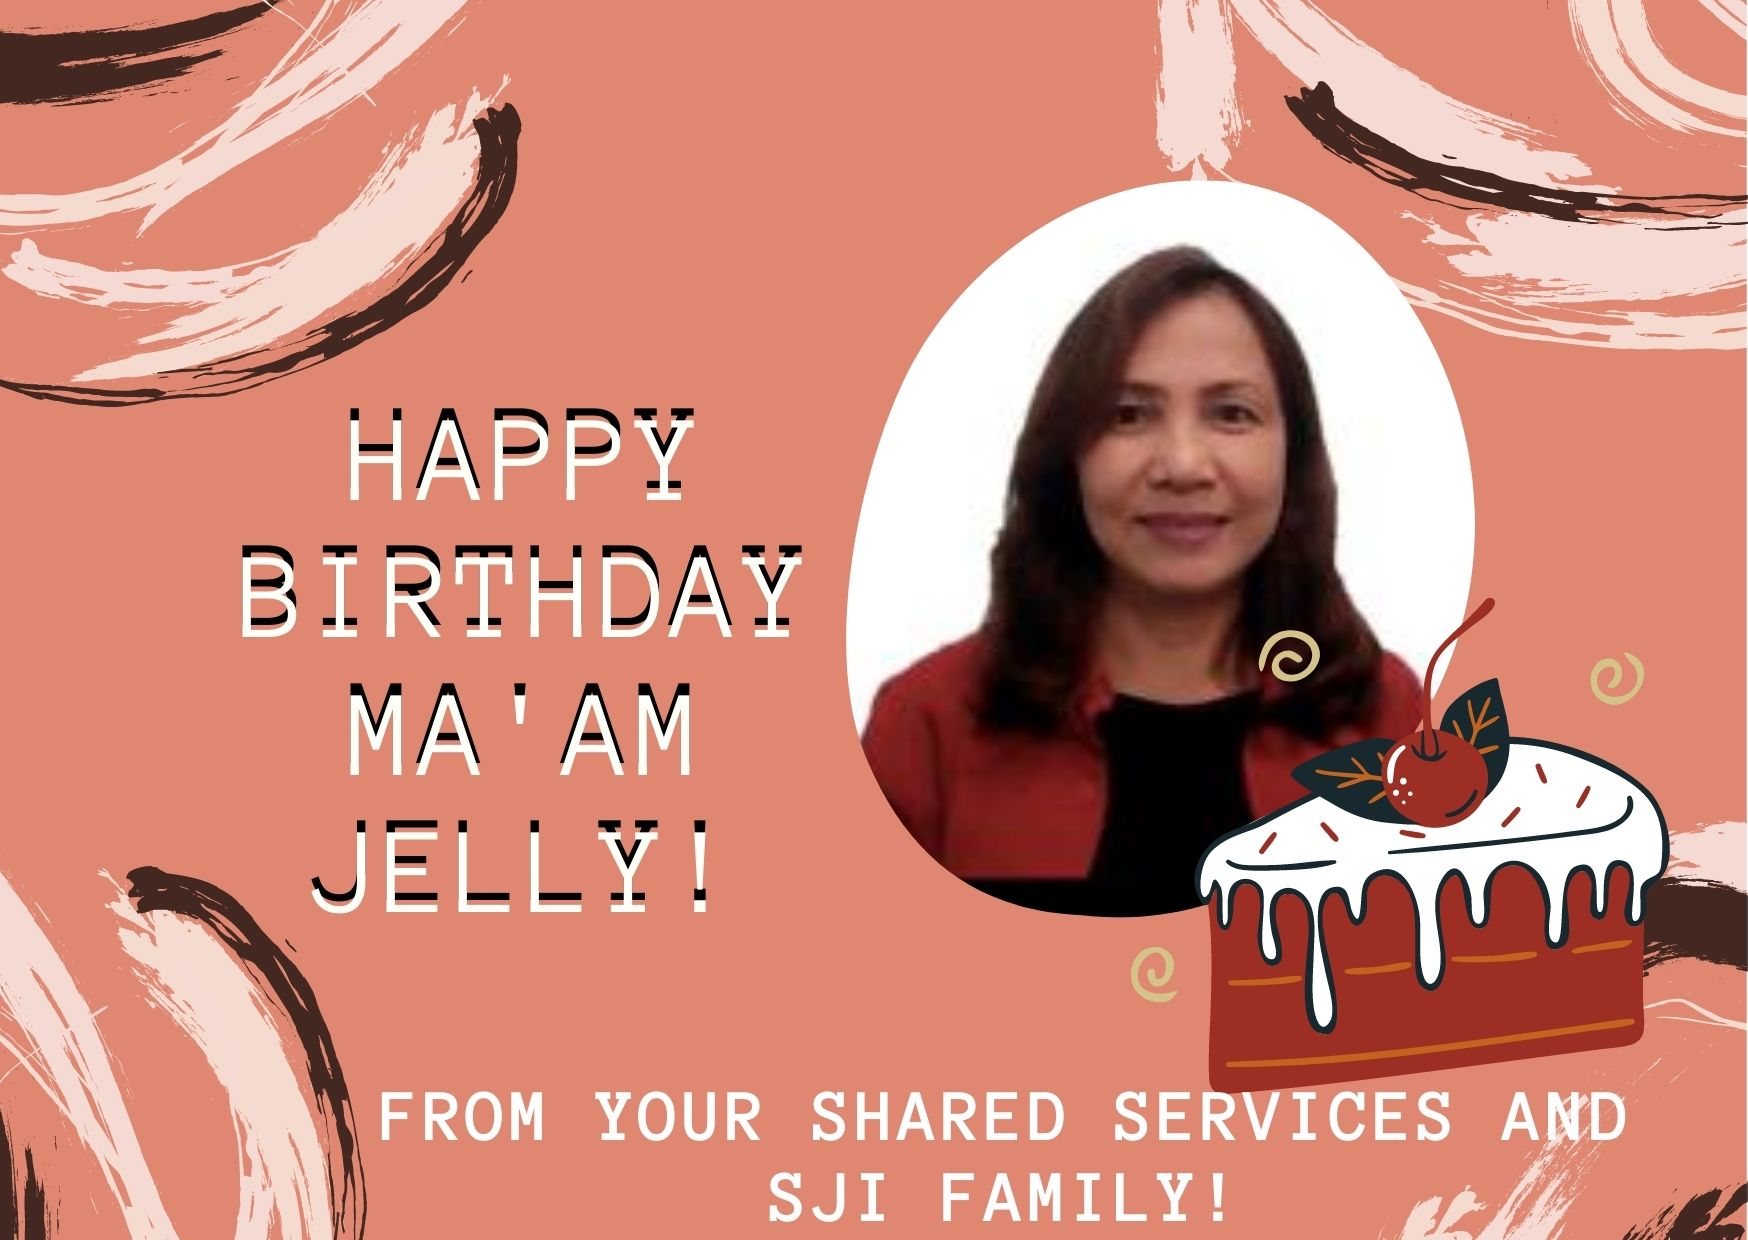 HAPPY
BIRTHDAY
MA'AM
JELLY!
FROM YOUR SHARED SERVICES AND
SJI FAMILY!